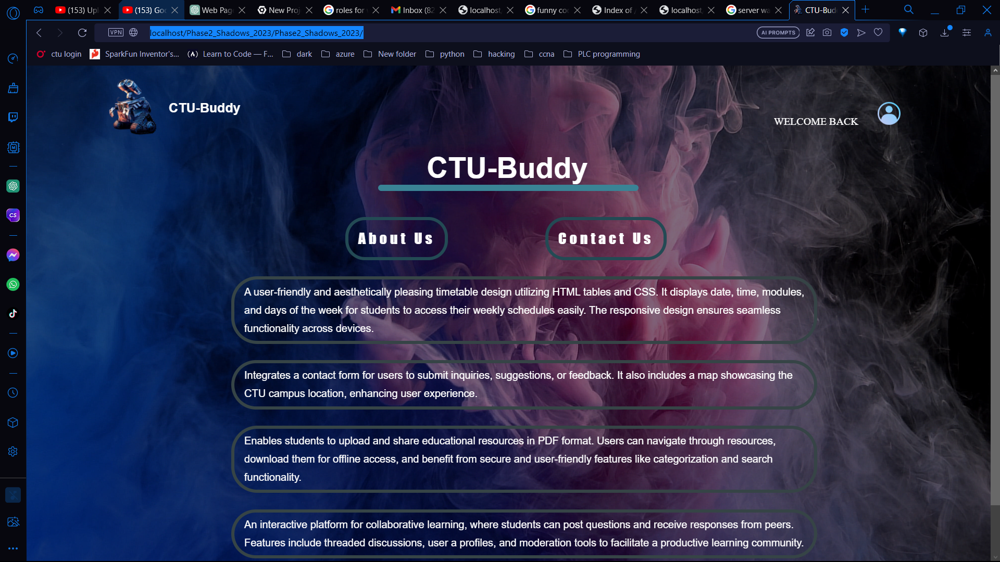 (153) Upl
(153) Goo
Web Pag
New Proj
roles for
Inbox (82
localhost
funny co
Index of
localhost
server wa
CTU-Bud
VPN
localhost/Phase2_Shadows_2023/Phase2_Shadows_2023/
AI PROMPTS
ctu login
SparkFun Inventor's...
Learn to Code — F...
dark
azure
New folder
python
hacking
ccna
PLC programming
CTU-Buddy
WELCOME BACK
CTU-Buddy
About Us
Contact Us
A user-friendly and aesthetically pleasing timetable design utilizing HTML tables and CSS. It displays date, time, modules,
and days of the week for students to access their weekly schedules easily. The responsive design ensures seamless
functionality across devices.
Integrates a contact form for users to submit inquiries, suggestions, or feedback. It also includes a map showcasing the
CTU campus location, enhancing user experience.
Enables students to upload and share educational resources in PDF format. Users can navigate through resources,
download them for offline access, and benefit from secure and user-friendly features like categorization and search
functionality.
An interactive platform for collaborative learning, where students can post questions and receive responses from peers.
Features include threaded discussions, user a profiles, and moderation tools to facilitate a productive learning community.
M
CS